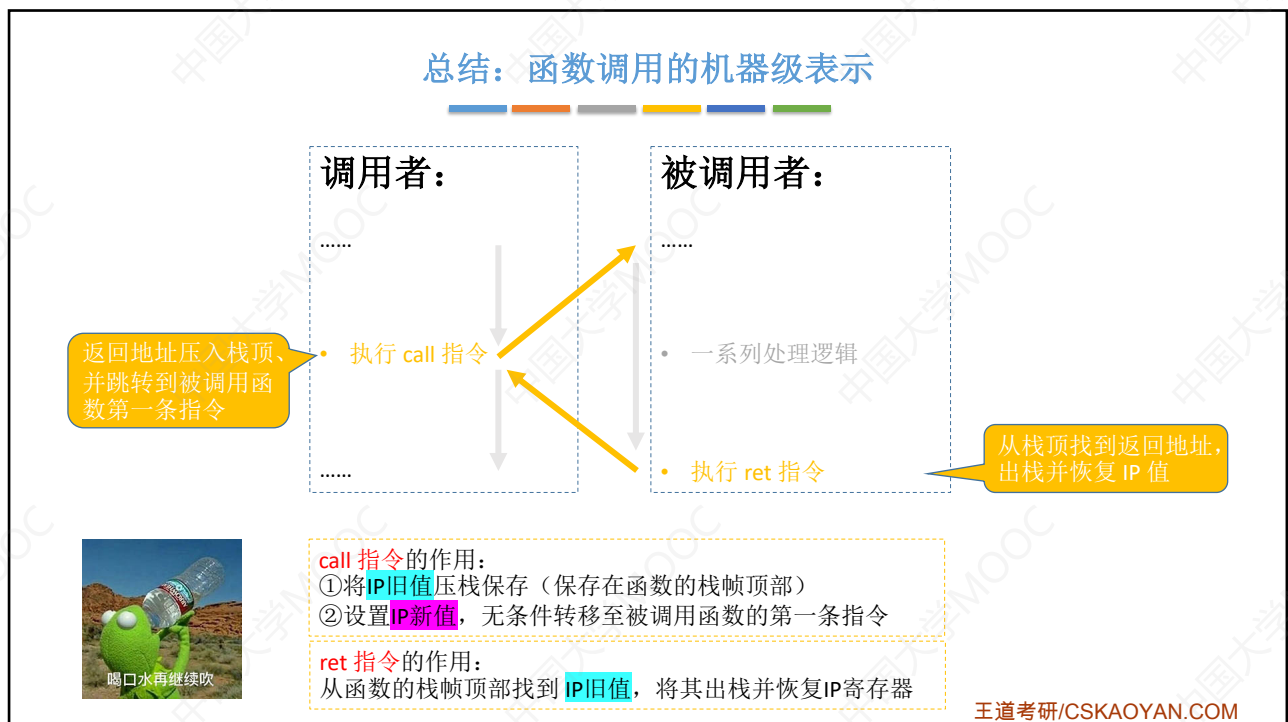 总结：函数调用的机器级表示
调用者：
被调用者：
……
……
返回地址压入栈顶、
并跳转到被调用函
数第一条指令
• 执行 call 指令
• 一系列处理逻辑
……
• 执行 ret 指令
从栈顶找到返回地址，
出栈并恢复 IP 值
喝口水再继续吹
call 指令的作用：
①将IP旧值压栈保存（保存在函数的栈帧顶部）
②设置IP新值，无条件转移至被调用函数的第一条指令
ret 指令的作用：
从函数的栈帧顶部找到 IP旧值，将其出栈并恢复IP寄存器
王道考研/CSKAOYAN.COM
中国大学MOOC